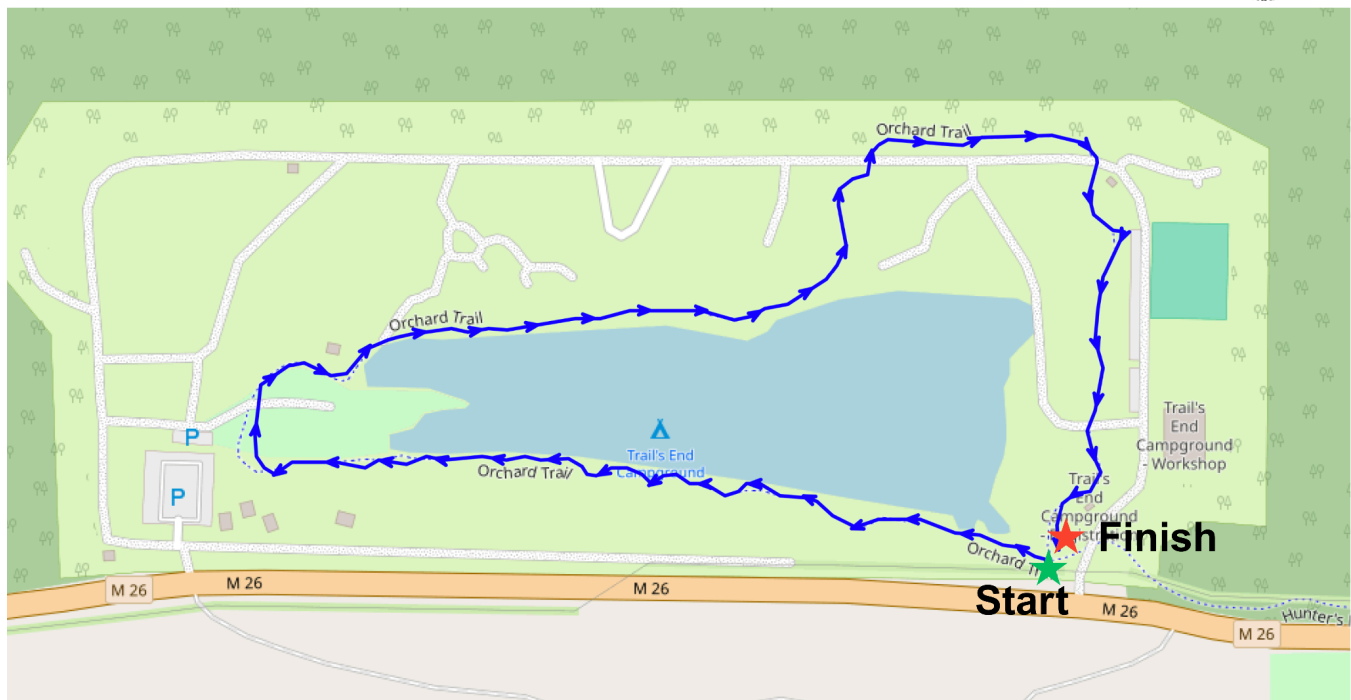 Orchard Trail
Orchard Trail
Trail's
End
Campground
- Workshop
P
Trail's End
Campground
Orchard Trail
P
Trail's
End
Campground
Finish
Orchard
Start
M 26
M 26
M 26
M 26
Hunter's
M 26